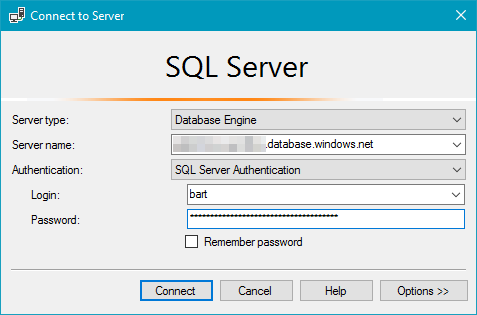 Connect to Server
SQL Server
Server type: Database Engine
Server name: .database.windows.net
Authentication: SQL Server Authentication
Login: bart
Password: ************************************
Remember password
Connect Cancel Help Options >>